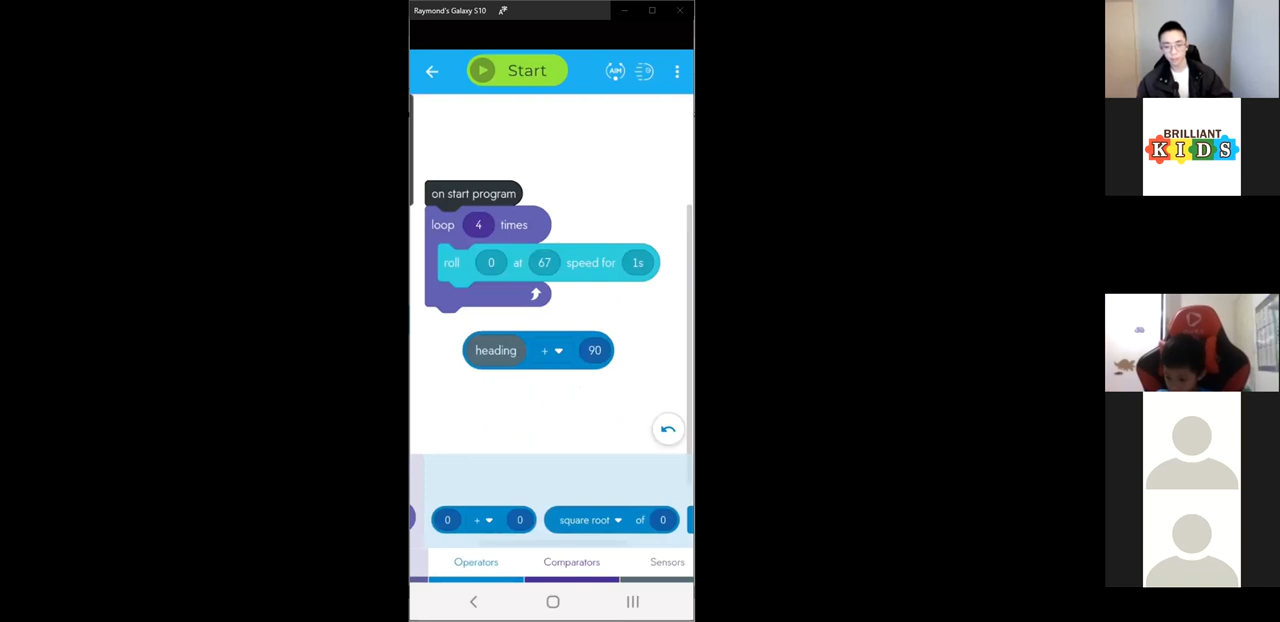 Raymond's Galaxy S10
Start
AIM
on start program
loop 4 times
roll 0 at 67 speed for 1s
heading + 90
0 + 0
square root of 0
Operators
Comparators
Sensors
BRILLIANT
KIDS